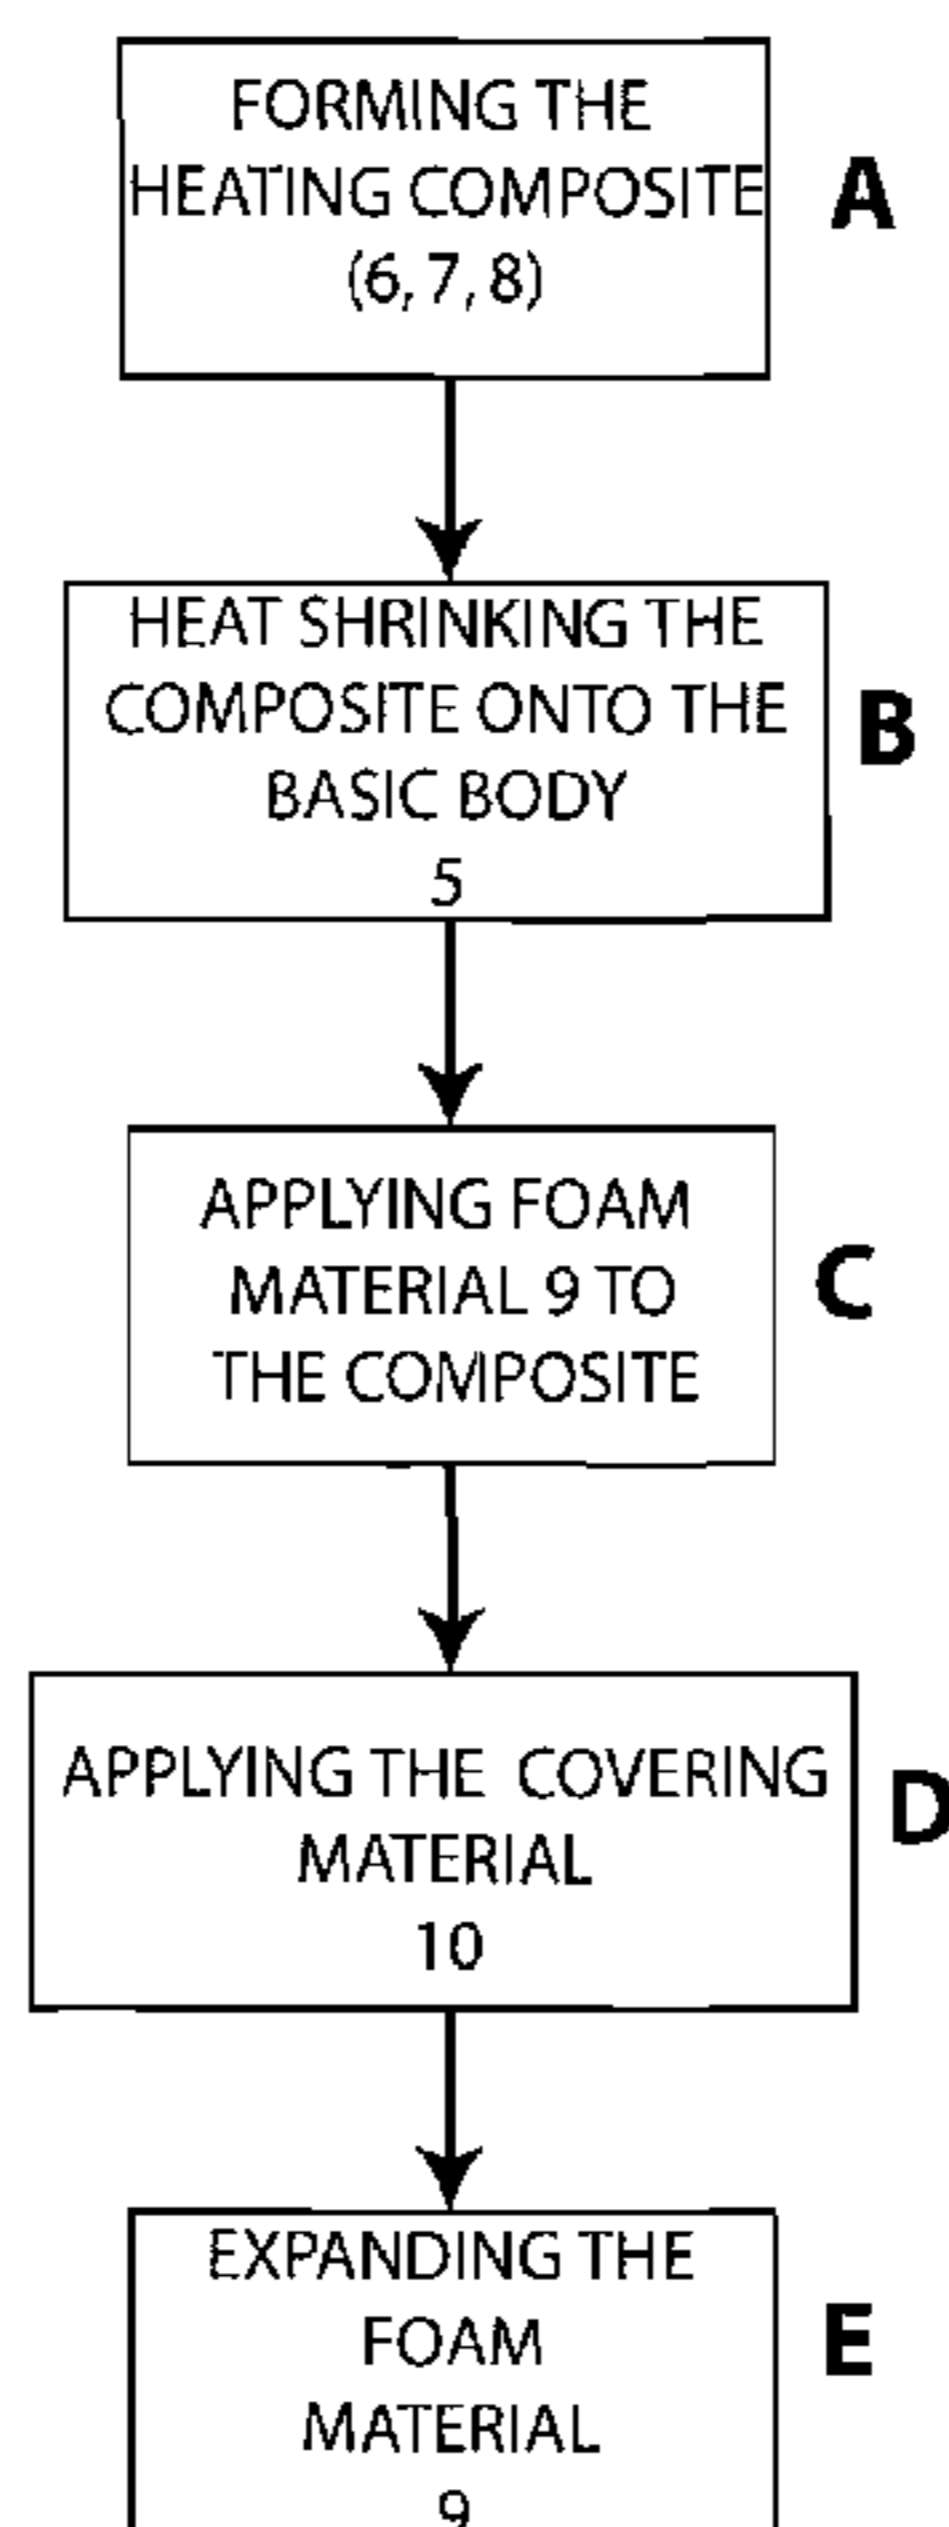 FORMING THE
HEATING COMPOSITE
(6, 7, 8)
A
HEAT SHRINKING THE
COMPOSITE ONTO THE
BASIC BODY
5
B
APPLYING FOAM
MATERIAL 9 TO
THE COMPOSITE
C
APPLYING THE COVERING
MATERIAL
10
D
EXPANDING THE
FOAM
MATERIAL
9
E